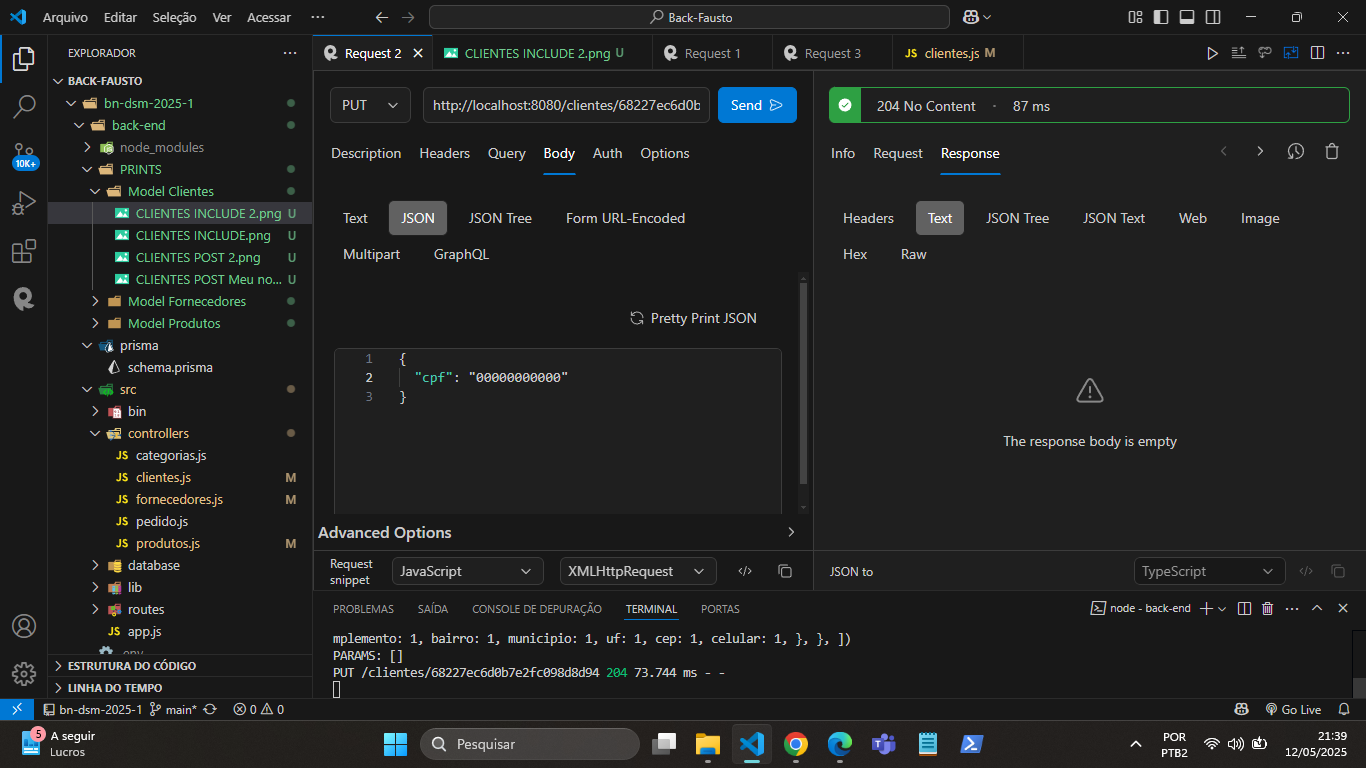 Arquivo Editar Seleção Ver Acessar ··· Back-Fausto
EXPLORADOR
BACK-FAUSTO
bn-dsm-2025-1
back-end
node_modules
PRINTS
Model Clientes
CLIENTES INCLUDE 2.png U
CLIENTES INCLUDE.png U
CLIENTES POST 2.png U
CLIENTES POST Meu no... U
Model Fornecedores
Model Produtos
prisma
schema.prisma
src
bin
controllers
JS categorias.js
JS clientes.js M
JS fornecedores.js M
JS pedido.js
JS produtos.js M
database
lib
routes
JS app.js
.env
ESTRUTURA DO CÓDIGO
LINHA DO TEMPO
10K+
Request 2 CLIENTES INCLUDE 2.png U Request 1 Request 3 JS clientes.js M
PUT http://localhost:8080/clientes/68227ec6d0b Send
Description Headers Query Body Auth Options
Text JSON JSON Tree Form URL-Encoded
Multipart GraphQL
Pretty Print JSON
1 {
2 "cpf": "00000000000"
3 }
Advanced Options
Request snippet JavaScript XMLHttpRequest
204 No Content · 87 ms
Info Request Response
Headers Text JSON Tree JSON Text Web Image
Hex Raw
The response body is empty
JSON to TypeScript
PROBLEMAS SAÍDA CONSOLE DE DEPURAÇÃO TERMINAL PORTAS node - back-end
mplemento: 1, bairro: 1, municipio: 1, uf: 1, cep: 1, celular: 1, }, }, ])
PARAMS: []
PUT /clientes/68227ec6d0b7e2fc098d8d94 204 73.744 ms - -
bn-dsm-2025-1 main* 0 0 Go Live
5 A seguir
Lucros
Pesquisar
POR
PTB2
21:39
12/05/2025